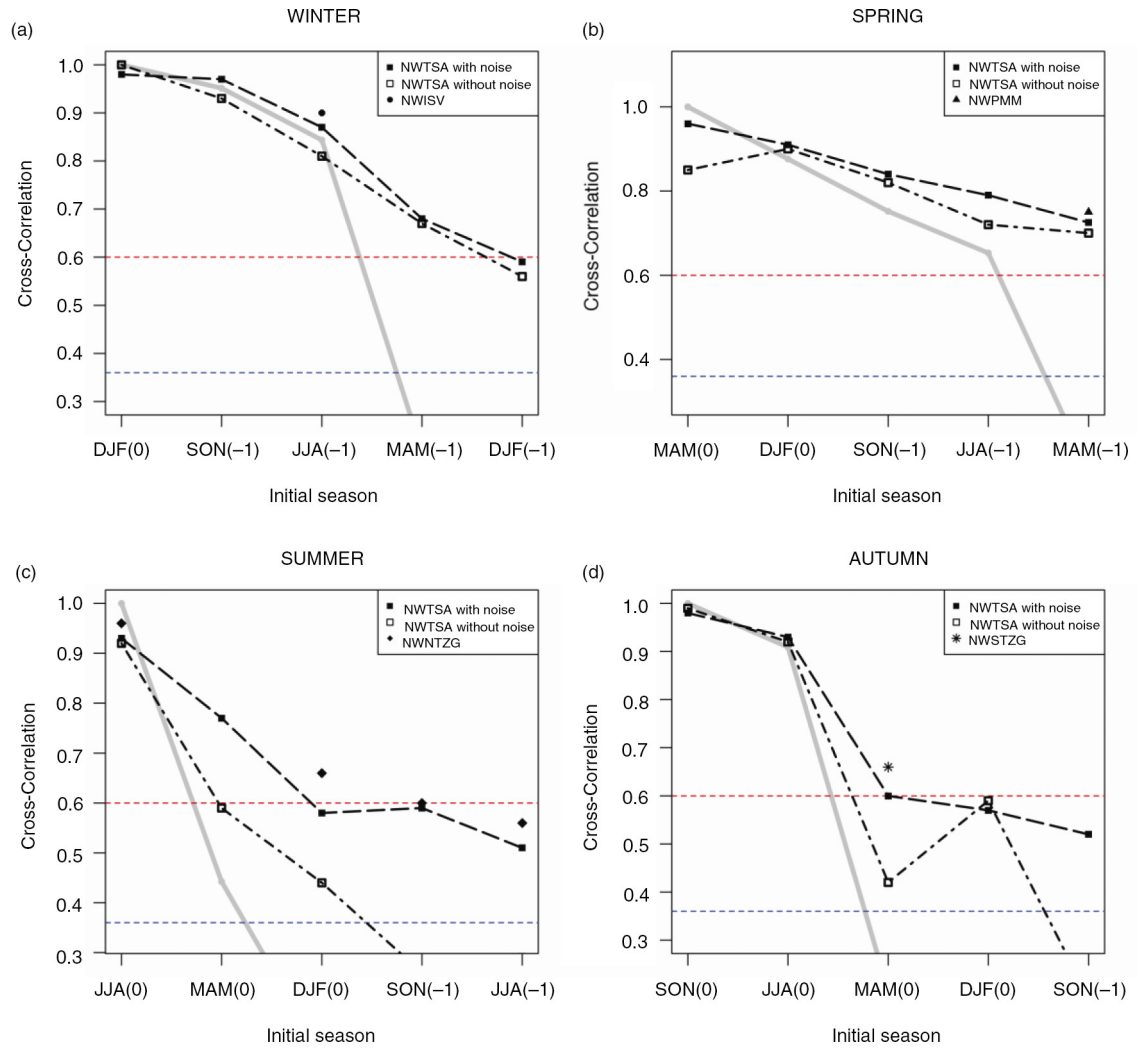 (a)
WINTER
1.0
0.9
0.8
0.7
0.6
0.5
0.4
0.3
Cross-Correlation
NWTSA with noise
NWTSA without noise
NWISV
DJF(0) SON(–1) JJA(–1) MAM(–1) DJF(–1)
Initial season
(b)
SPRING
1.0
0.8
0.6
0.4
Cross-Correlation
NWTSA with noise
NWTSA without noise
NWPMM
MAM(0) DJF(0) SON(–1) JJA(–1) MAM(–1)
Initial season
(c)
SUMMER
1.0
0.9
0.8
0.7
0.6
0.5
0.4
0.3
Cross-Correlation
NWTSA with noise
NWTSA without noise
NWNTZG
JJA(0) MAM(0) DJF(0) SON(–1) JJA(–1)
Initial season
(d)
AUTUMN
1.0
0.9
0.8
0.7
0.6
0.5
0.4
0.3
Cross-Correlation
NWTSA with noise
NWTSA without noise
NWSTZG
SON(0) JJA(0) MAM(0) DJF(0) SON(–1)
Initial season